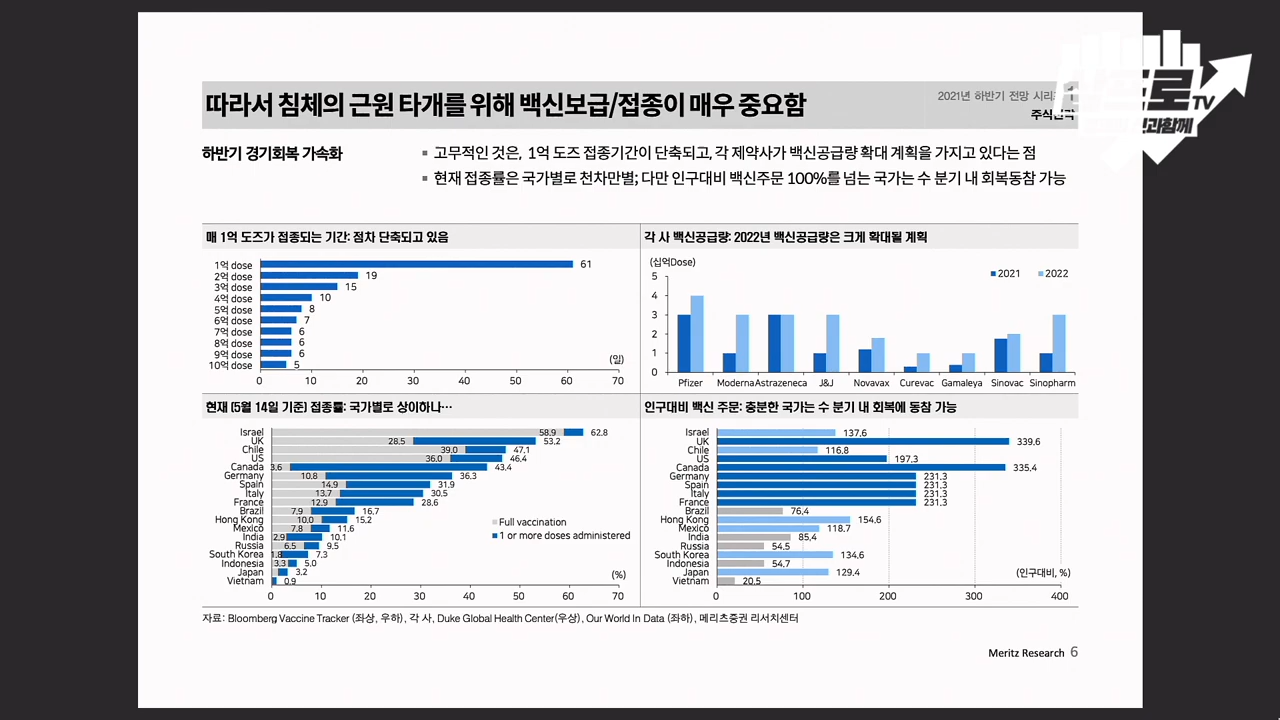 따라서 침체의 근원 타개를 위해 백신보급/접종이 매우 중요함
2021년 하반기 전망 시리즈 1
주식전략
TV
하반기 경기회복 가속화
▪ 고무적인 것은, 1억 도즈 접종기간이 단축되고, 각 제약사가 백신공급량 확대 계획을 가지고 있다는 점
▪ 현재 접종률은 국가별로 천차만별; 다만 인구대비 백신주문 100%를 넘는 국가는 수 분기 내 회복동참 가능
매 1억 도즈가 접종되는 기간: 점차 단축되고 있음
1억 dose 61
2억 dose 19
3억 dose 15
4억 dose 10
5억 dose 8
6억 dose 7
7억 dose 6
8억 dose 6
9억 dose 6
10억 dose 5
(일)
0 10 20 30 40 50 60 70
각 사 백신공급량: 2022년 백신공급량은 크게 확대될 계획
(십억Dose)
2021 2022
5
4
3
2
1
0
Pfizer Moderna Astrazeneca J&J Novavax Curevac Gamaleya Sinovac Sinopharm
현재 (5월 14일 기준) 접종률: 국가별로 상이하나…
Israel 58.9 62.8
UK 28.5 53.2
Chile 39.0 47.1
US 36.0 46.4
Canada 3.6 43.4
Germany 10.8 36.3
Spain 14.9 31.9
Italy 13.7 30.5
France 12.9 28.6
Brazil 7.9 16.7
Hong Kong 10.0 15.2
Mexico 7.8 11.6
India 2.9 10.1
Russia 6.5 9.5
South Korea 1.8 7.3
Indonesia 3.3 5.0
Japan 3.2
Vietnam 0.9
Full vaccination
1 or more doses administered
(%)
0 10 20 30 40 50 60 70
인구대비 백신 주문: 충분한 국가는 수 분기 내 회복에 동참 가능
Israel 137.6
UK 339.6
Chile 116.8
US 197.3
Canada 335.4
Germany 231.3
Spain 231.3
Italy 231.3
France 231.3
Brazil 76.4
Hong Kong 154.6
Mexico 118.7
India 85.4
Russia 54.5
South Korea 134.6
Indonesia 54.7
Japan 129.4
Vietnam 20.5
(인구대비, %)
0 100 200 300 400
자료: Bloomberg Vaccine Tracker (좌상, 우하), 각 사, Duke Global Health Center(우상), Our World In Data (좌하), 메리츠증권 리서치센터
Meritz Research 6